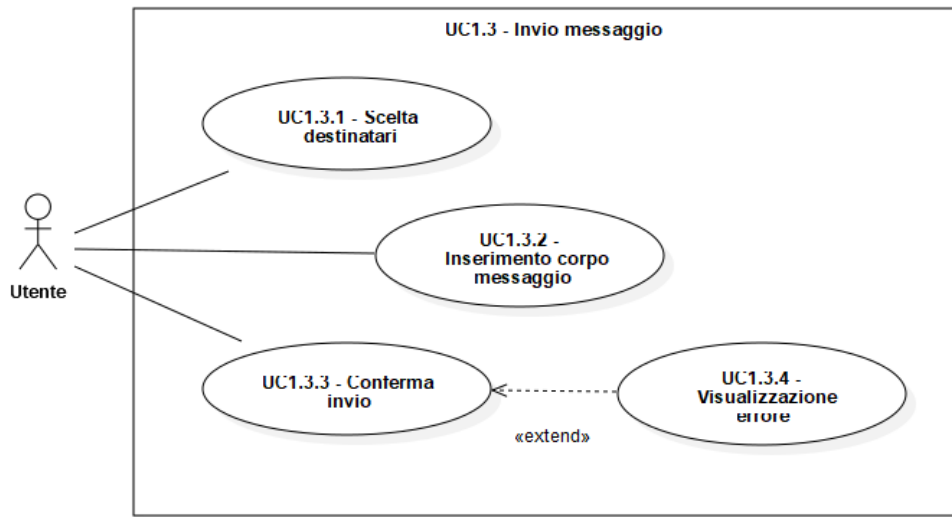 UC1.3 - Invio messaggio
UC1.3.1 - Scelta
destinatari
UC1.3.2 -
Inserimento corpo
messaggio
Utente
UC1.3.3 - Conferma
invio
UC1.3.4 -
Visualizzazione
errore
«extend»